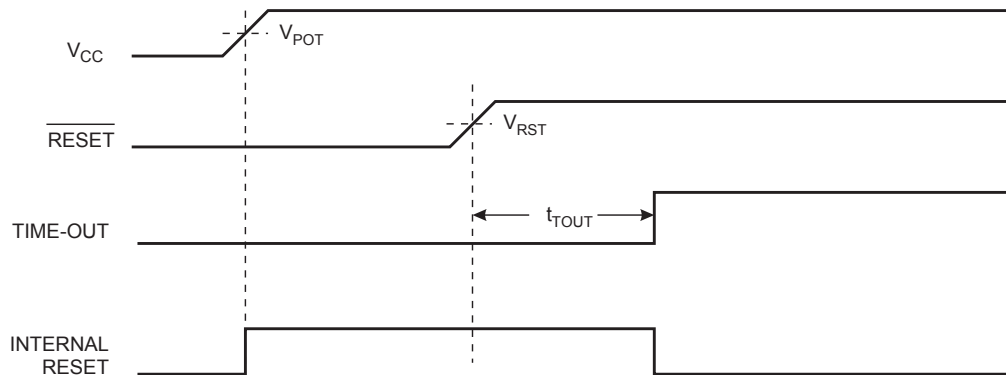 V_CC
V_POT
RESET
V_RST
TIME-OUT
t_TOUT
INTERNAL
RESET